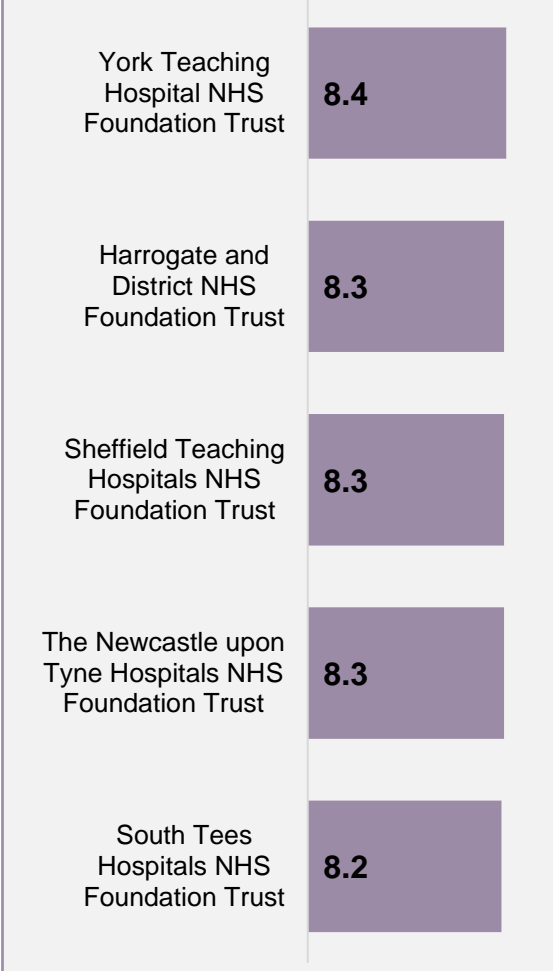 York Teaching
Hospital NHS
Foundation Trust
8.4
Harrogate and
District NHS
Foundation Trust
8.3
Sheffield Teaching
Hospitals NHS
Foundation Trust
8.3
The Newcastle upon
Tyne Hospitals NHS
Foundation Trust
8.3
South Tees
Hospitals NHS
Foundation Trust
8.2